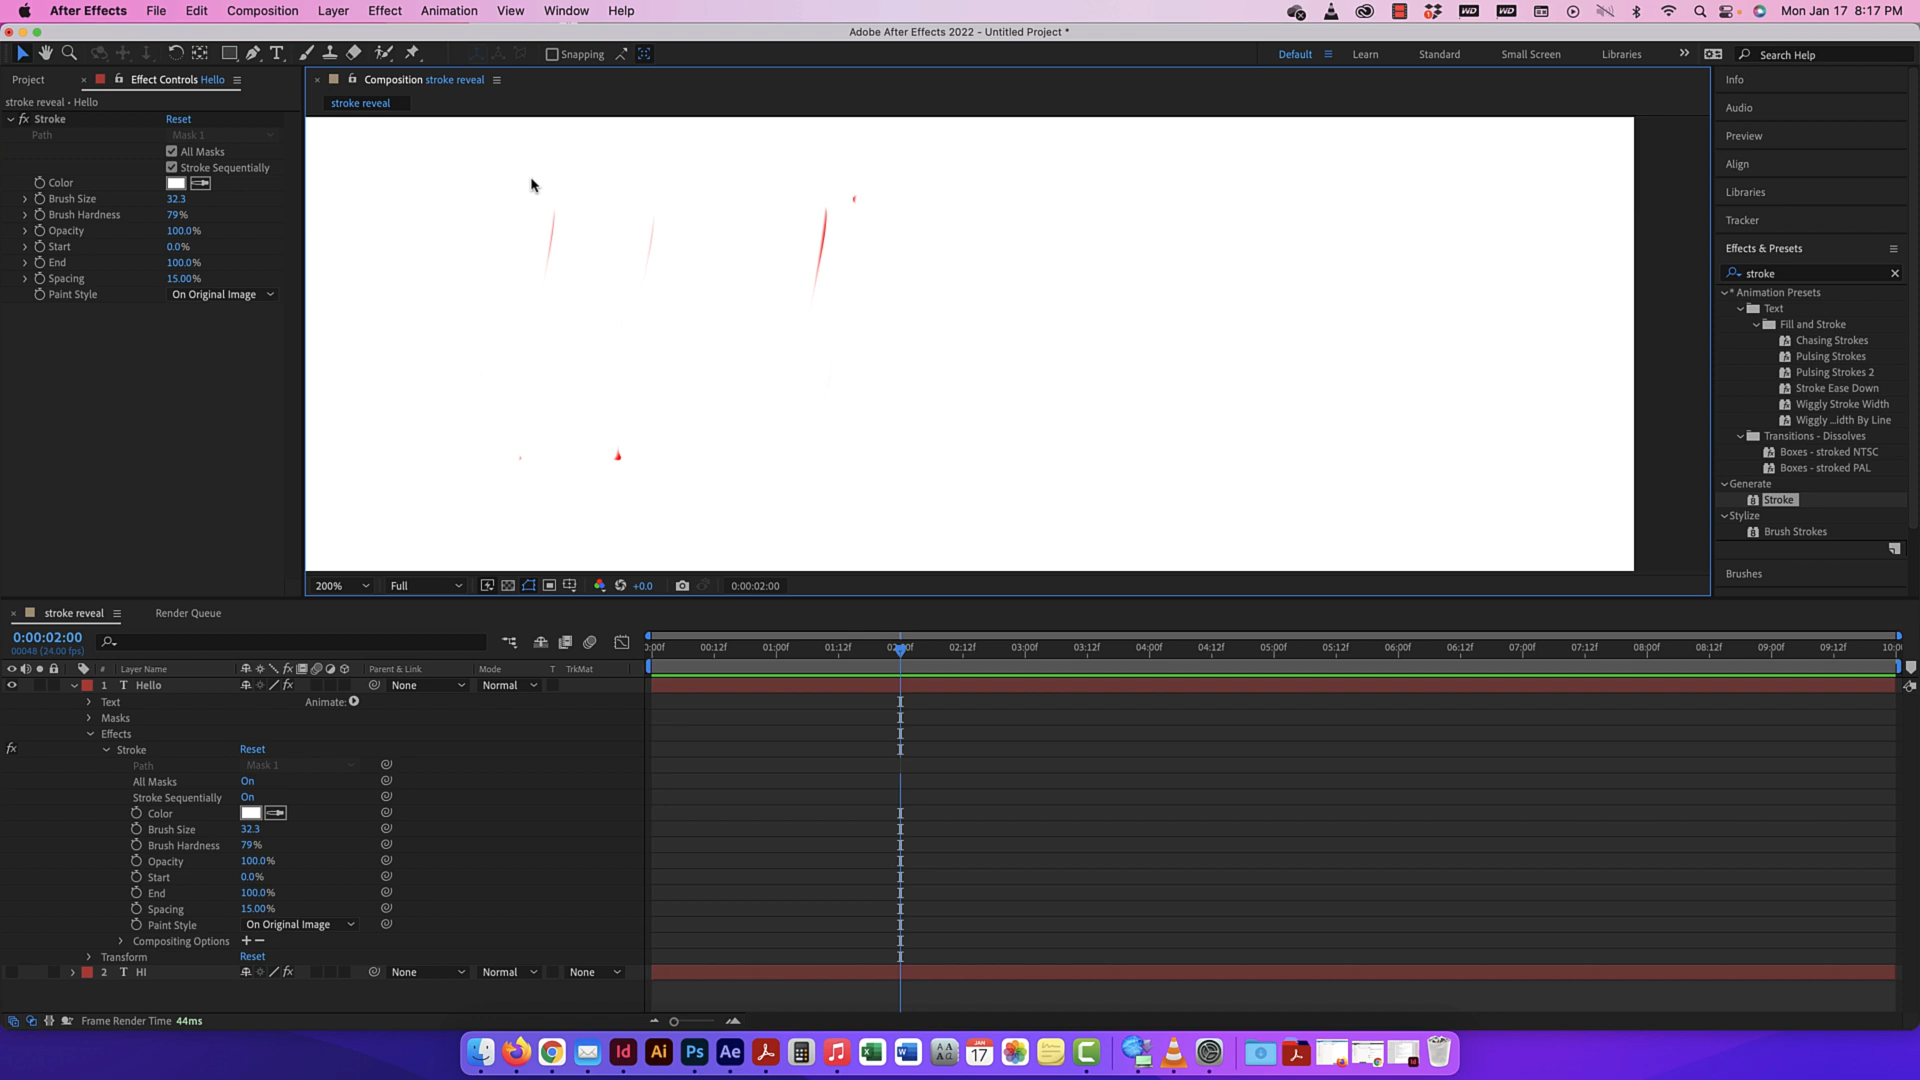 After Effects File Edit Composition Layer Effect Animation View Window Help Mon Jan 17 8:17 PM
Adobe After Effects 2022 - Untitled Project *
Snapping Default Learn Standard Small Screen Libraries Search Help
Project Effect Controls Hello Composition stroke reveal Info
stroke reveal • Hello stroke reveal
Audio
Preview
Align
Libraries
Tracker
Effects & Presets
stroke
* Animation Presets
Text
Fill and Stroke
Chasing Strokes
Pulsing Strokes
Pulsing Strokes 2
Stroke Ease Down
Wiggly Stroke Width
Wiggly ...idth By Line
Transitions - Dissolves
Boxes - stroked NTSC
Boxes - stroked PAL
Generate
Stroke
Stylize
Brush Strokes
Brushes
fx Stroke Reset
Path Mask 1
All Masks
Stroke Sequentially
Color
Brush Size 32.3
Brush Hardness 79%
Opacity 100.0%
Start 0.0%
End 100.0%
Spacing 15.00%
Paint Style On Original Image
200% Full +0.0 0:00:02:00
stroke reveal Render Queue
0:00:02:00
00048 (24.00 fps)
:00f 00:12f 01:00f 01:12f 02:00f 02:12f 03:00f 03:12f 04:00f 04:12f 05:00f 05:12f 06:00f 06:12f 07:00f 07:12f 08:00f 08:12f 09:00f 09:12f 10:0
# Layer Name Parent & Link Mode T TrkMat
1 T Hello None Normal
Text Animate:
Masks
Effects
fx Stroke Reset
Path Mask 1
All Masks On
Stroke Sequentially On
Color
Brush Size 32.3
Brush Hardness 79%
Opacity 100.0%
Start 0.0%
End 100.0%
Spacing 15.00%
Paint Style On Original Image
Compositing Options + −
Transform Reset
2 T HI None Normal None
Frame Render Time 44ms
Id Ai Ps Ae JAN 17